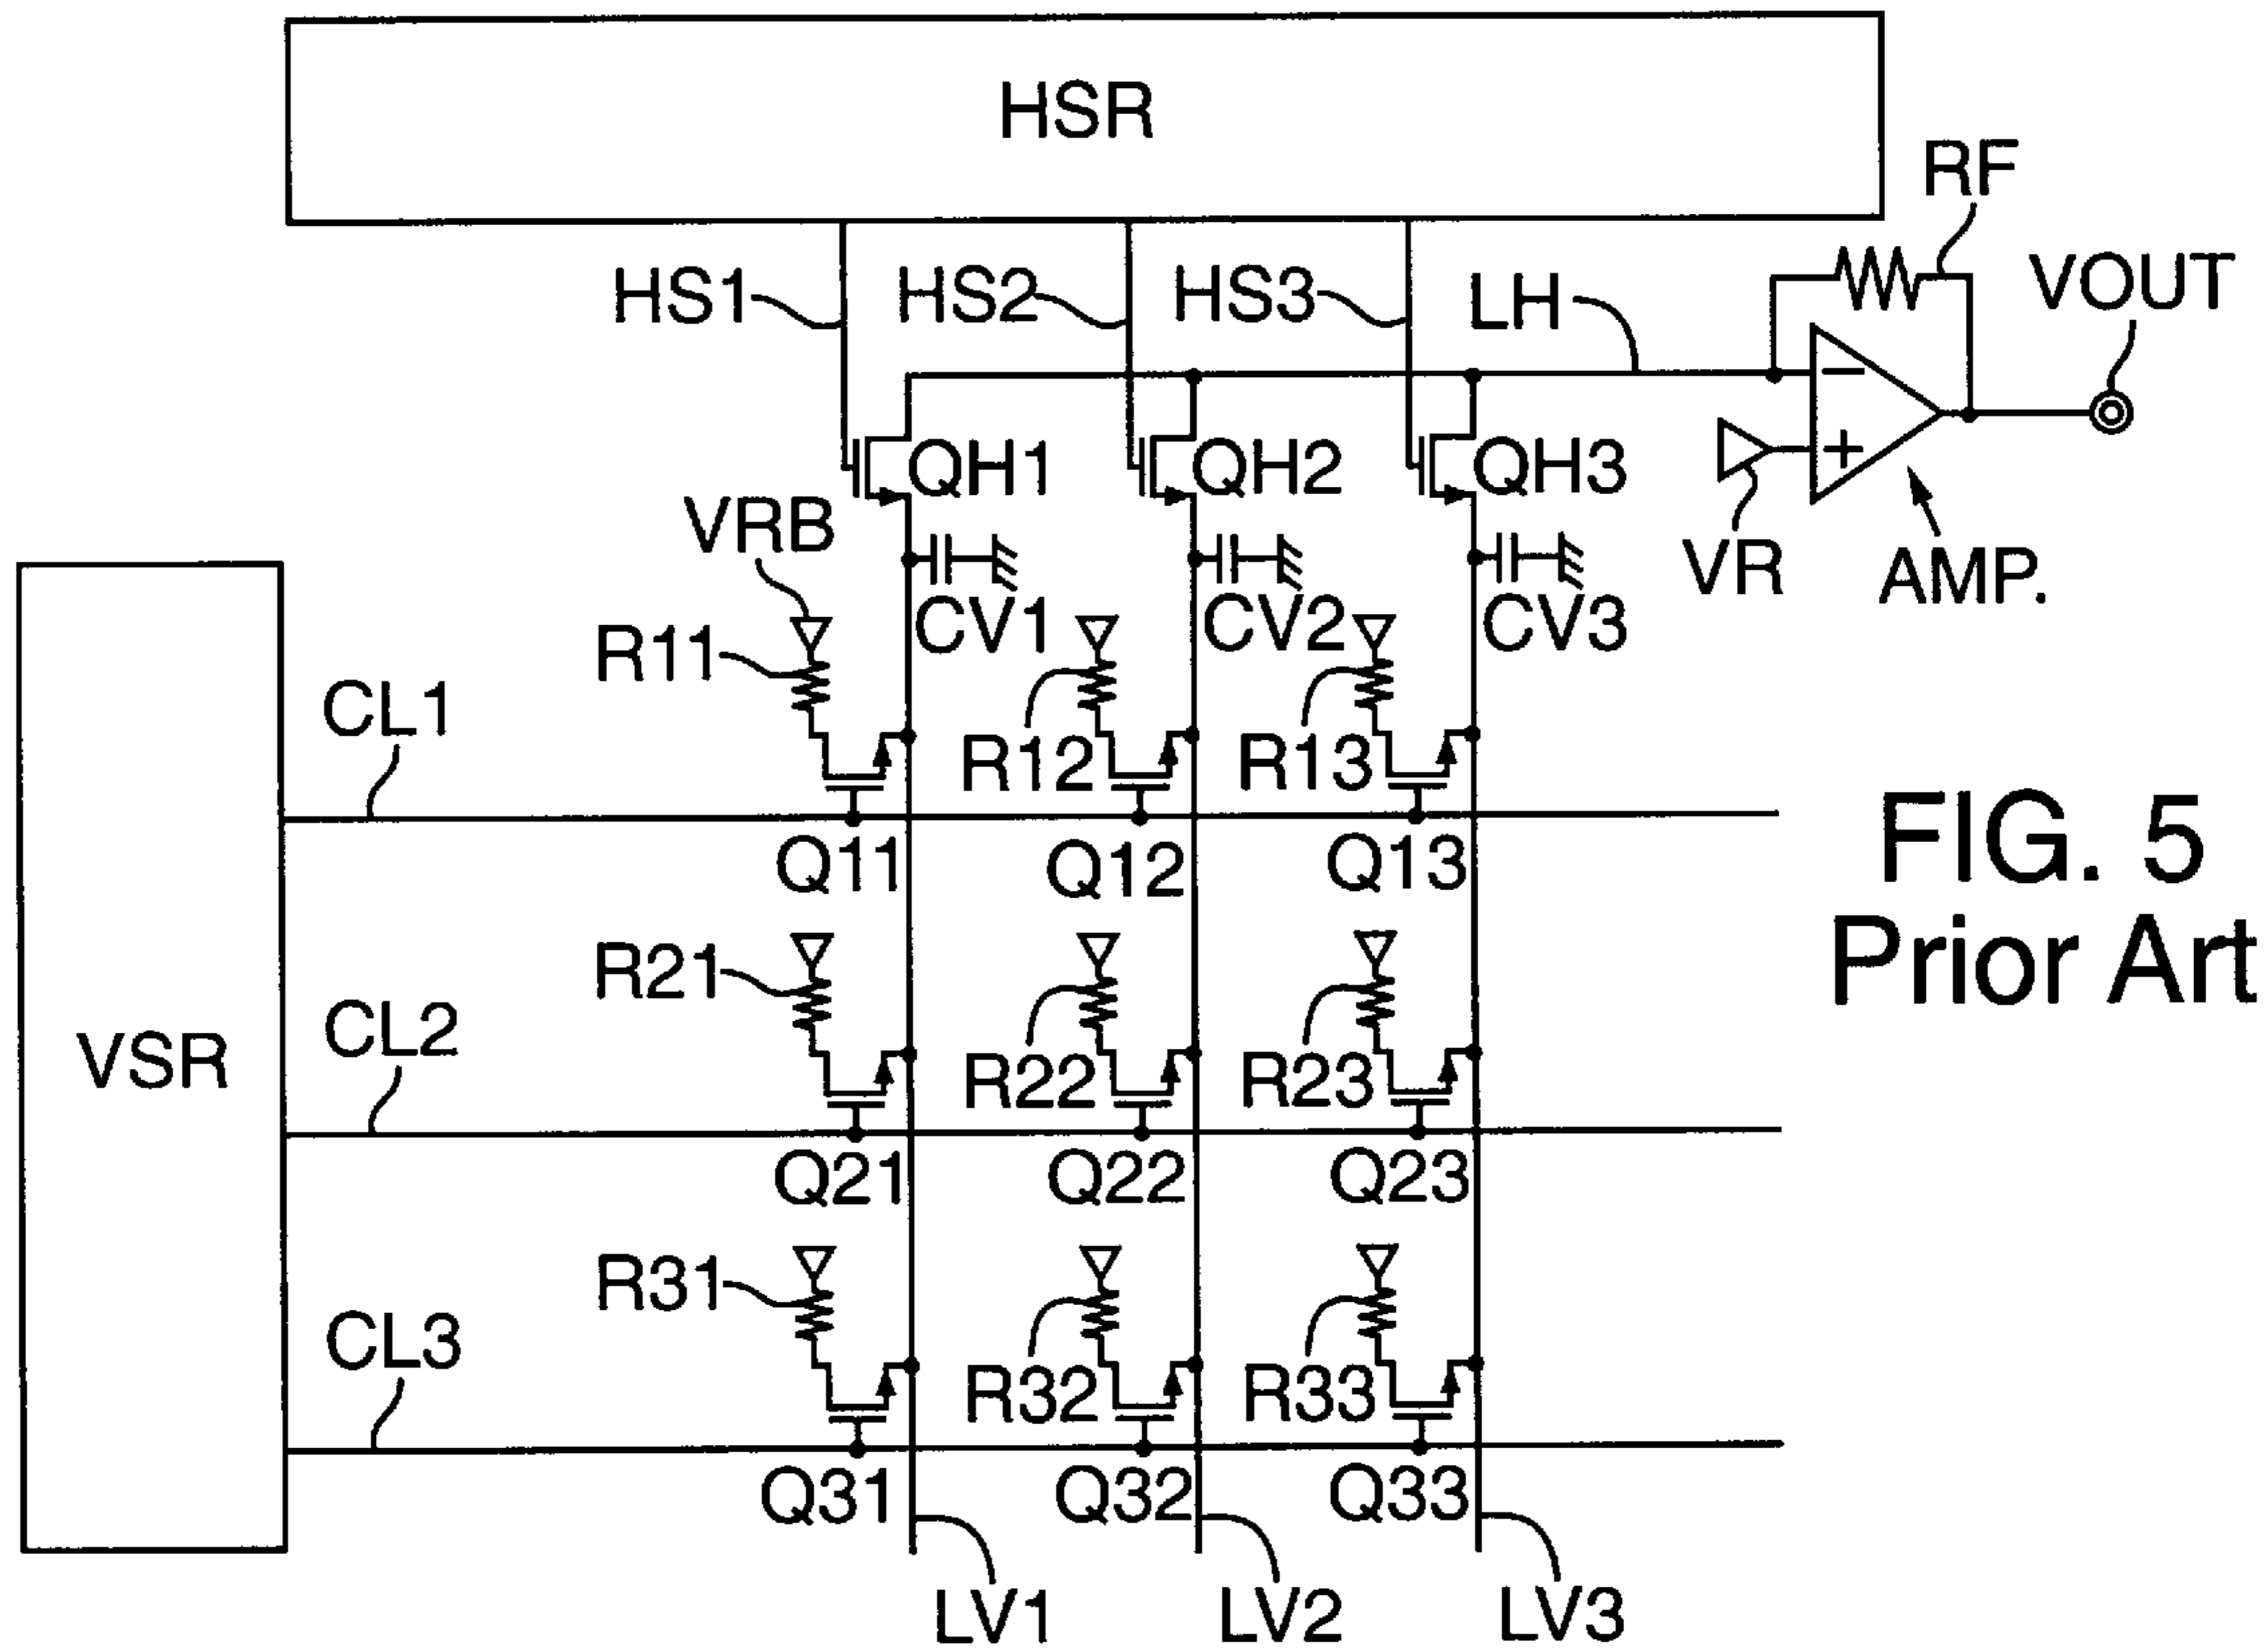 HSR
RF
HS1
HS2
HS3
LH
VOUT
QH1
QH2
QH3
−
+
VRB
VR
AMP.
CV1
CV2
CV3
R11
CL1
R12
R13
Q11
Q12
Q13
FIG. 5
Prior Art
R21
CL2
VSR
R22
R23
Q21
Q22
Q23
R31
CL3
R32
R33
Q31
Q32
Q33
LV1
LV2
LV3